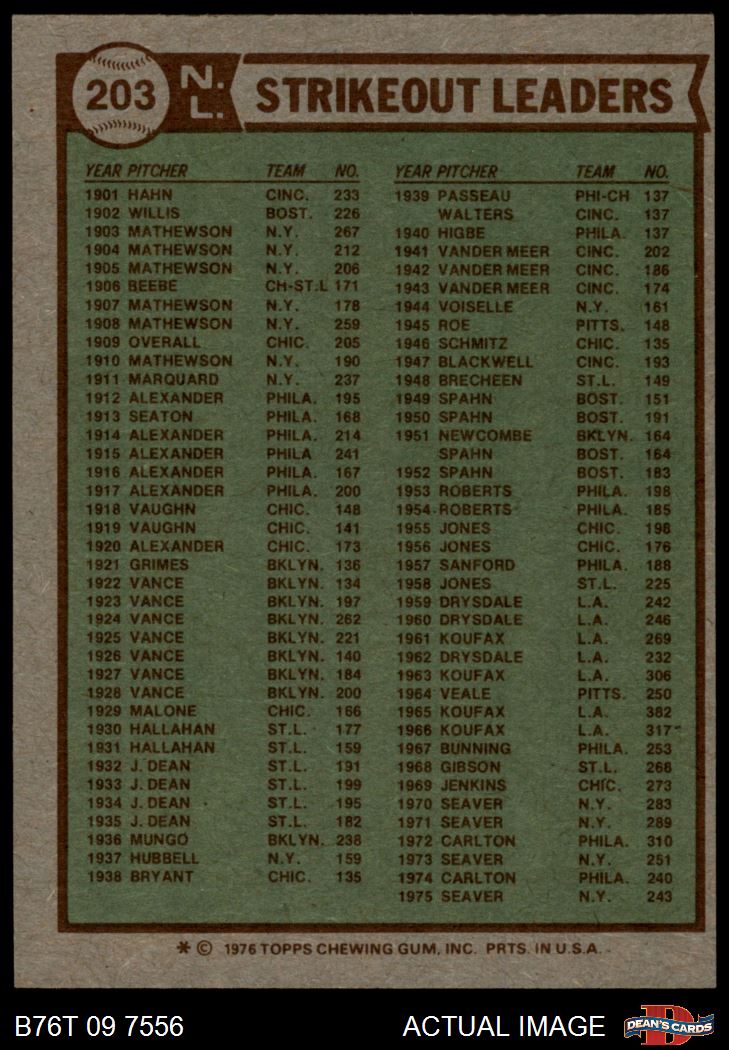 203 N.L. STRIKEOUT LEADERS
YEAR PITCHER TEAM NO.
1901 HAHN CINC. 233
1902 WILLIS BOST. 226
1903 MATHEWSON N.Y. 267
1904 MATHEWSON N.Y. 212
1905 MATHEWSON N.Y. 206
1906 BEEBE CH-ST.L 171
1907 MATHEWSON N.Y. 178
1908 MATHEWSON N.Y. 259
1909 OVERALL CHIC. 205
1910 MATHEWSON N.Y. 190
1911 MARQUARD N.Y. 237
1912 ALEXANDER PHILA. 195
1913 SEATON PHILA. 168
1914 ALEXANDER PHILA. 214
1915 ALEXANDER PHILA 241
1916 ALEXANDER PHILA. 167
1917 ALEXANDER PHILA. 200
1918 VAUGHN CHIC. 148
1919 VAUGHN CHIC. 141
1920 ALEXANDER CHIC. 173
1921 GRIMES BKLYN. 136
1922 VANCE BKLYN. 134
1923 VANCE BKLYN. 197
1924 VANCE BKLYN. 262
1925 VANCE BKLYN. 221
1926 VANCE BKLYN. 140
1927 VANCE BKLYN. 184
1928 VANCE BKLYN. 200
1929 MALONE CHIC. 166
1930 HALLAHAN ST.L. 177
1931 HALLAHAN ST.L. 159
1932 J. DEAN ST.L. 191
1933 J. DEAN ST.L. 199
1934 J. DEAN ST.L. 195
1935 J. DEAN ST.L. 182
1936 MUNGO BKLYN. 238
1937 HUBBELL N.Y. 159
1938 BRYANT CHIC. 135
YEAR PITCHER TEAM NO.
1939 PASSEAU PHI-CH 137
WALTERS CINC. 137
1940 HIGBE PHILA. 137
1941 VANDER MEER CINC. 202
1942 VANDER MEER CINC. 186
1943 VANDER MEER CINC. 174
1944 VOISELLE N.Y. 161
1945 ROE PITTS. 148
1946 SCHMITZ CHIC. 135
1947 BLACKWELL CINC. 193
1948 BRECHEEN ST.L. 149
1949 SPAHN BOST. 151
1950 SPAHN BOST. 191
1951 NEWCOMBE BKLYN. 164
SPAHN BOST. 164
1952 SPAHN BOST. 183
1953 ROBERTS PHILA. 198
1954 ROBERTS PHILA. 185
1955 JONES CHIC. 198
1956 JONES CHIC. 176
1957 SANFORD PHILA. 188
1958 JONES ST.L. 225
1959 DRYSDALE L.A. 242
1960 DRYSDALE L.A. 246
1961 KOUFAX L.A. 269
1962 DRYSDALE L.A. 232
1963 KOUFAX L.A. 306
1964 VEALE PITTS. 250
1965 KOUFAX L.A. 382
1966 KOUFAX L.A. 317
1967 BUNNING PHILA. 253
1968 GIBSON ST.L. 268
1969 JENKINS CHIC. 273
1970 SEAVER N.Y. 283
1971 SEAVER N.Y. 289
1972 CARLTON PHILA. 310
1973 SEAVER N.Y. 251
1974 CARLTON PHILA. 240
1975 SEAVER N.Y. 243
* © 1976 TOPPS CHEWING GUM, INC. PRTS. IN U.S.A.
B76T 09 7556 ACTUAL IMAGE DEAN'S CARDS